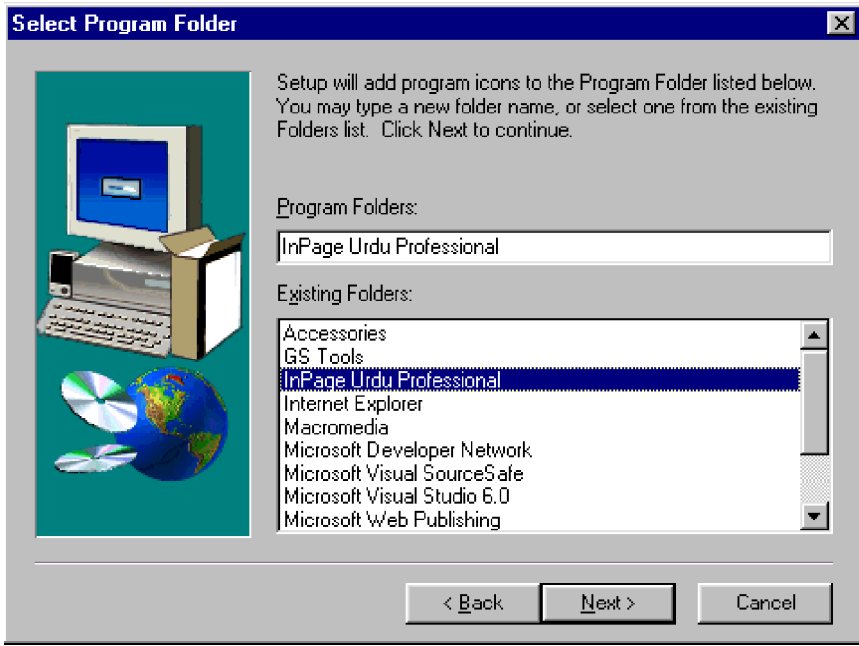 Select Program Folder
Setup will add program icons to the Program Folder listed below.
You may type a new folder name, or select one from the existing
Folders list.  Click Next to continue.
Program Folders:
InPage Urdu Professional
Existing Folders:
Accessories
GS Tools
InPage Urdu Professional
Internet Explorer
Macromedia
Microsoft Developer Network
Microsoft Visual SourceSafe
Microsoft Visual Studio 6.0
Microsoft Web Publishing
< Back
Next >
Cancel